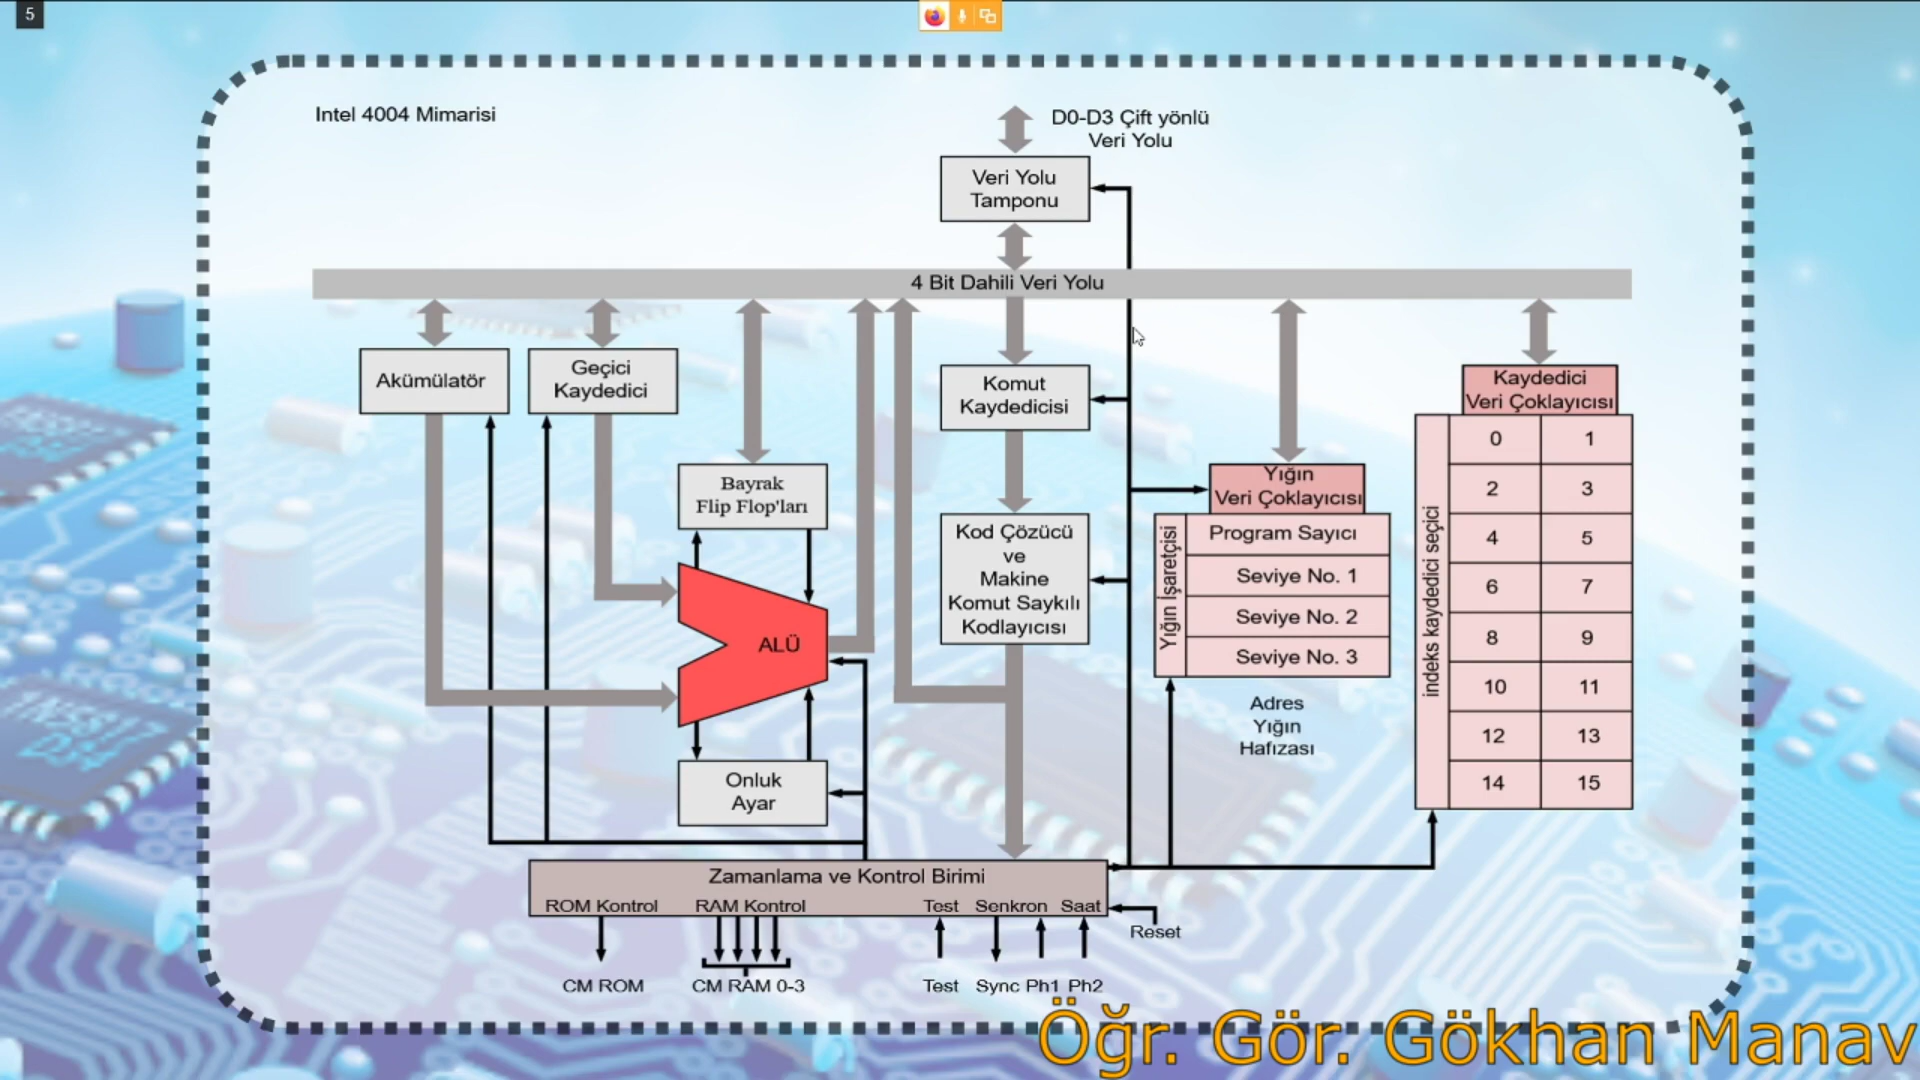 5
Intel 4004 Mimarisi
D0-D3 Çift yönlü
Veri Yolu
Veri Yolu
Tamponu
4 Bit Dahili Veri Yolu
Akümülatör
Geçici
Kaydedici
Bayrak
Flip Flop'ları
ALÜ
Onluk
Ayar
Komut
Kaydedicisi
Kod Çözücü
ve
Makine
Komut Saykılı
Kodlayıcısı
Yığın
Veri Çoklayıcısı
Yığın İşaretçisi
Program Sayıcı
Seviye No. 1
Seviye No. 2
Seviye No. 3
Adres
Yığın
Hafızası
Kaydedici
Veri Çoklayıcısı
indeks kaydedici seçici
0 1
2 3
4 5
6 7
8 9
10 11
12 13
14 15
Zamanlama ve Kontrol Birimi
ROM Kontrol RAM Kontrol Test Senkron Saat
Reset
CM ROM CM RAM 0-3 Test Sync Ph1 Ph2
Öğr. Gör. Gökhan Manav